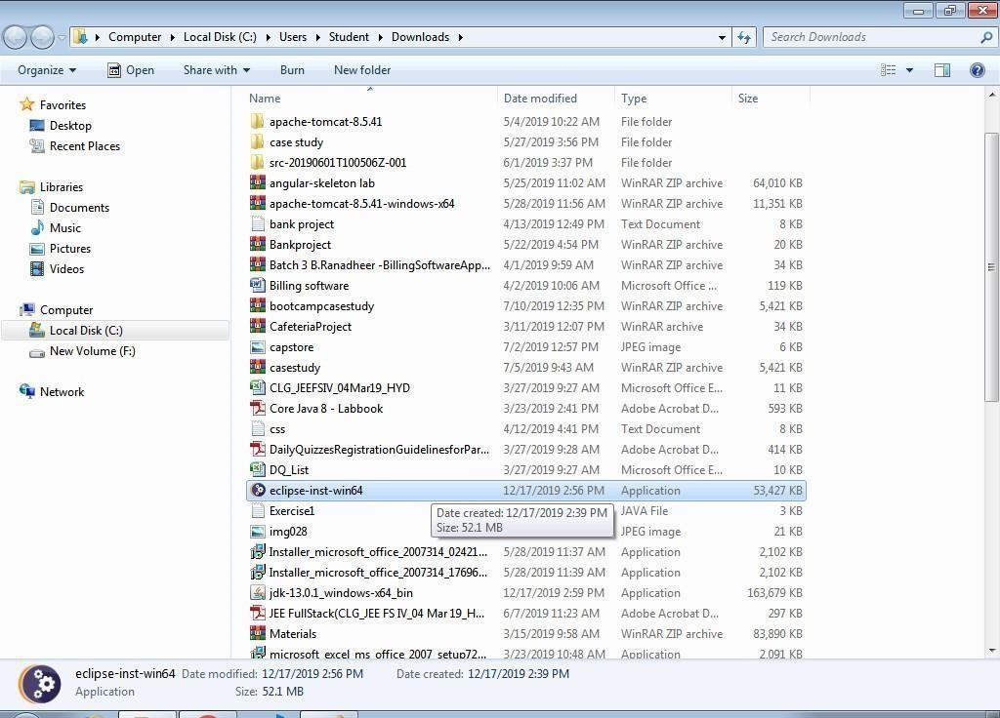 Computer Local Disk (C:) Users Student Downloads Search Downloads
Organize Open Share with Burn New folder
Favorites
Desktop
Recent Places
Libraries
Documents
Music
Pictures
Videos
Computer
Local Disk (C:)
New Volume (F:)
Network
Name Date modified Type Size
apache-tomcat-8.5.41 5/4/2019 10:22 AM File folder
case study 5/27/2019 3:56 PM File folder
src-20190601T100506Z-001 6/1/2019 3:37 PM File folder
angular-skeleton lab 5/25/2019 11:02 AM WinRAR ZIP archive 64,010 KB
apache-tomcat-8.5.41-windows-x64 5/28/2019 11:56 AM WinRAR ZIP archive 11,351 KB
bank project 4/13/2019 12:49 PM Text Document 8 KB
Bankproject 5/22/2019 4:54 PM WinRAR ZIP archive 20 KB
Batch 3 B.Ranadheer -BillingSoftwareApp... 4/1/2019 9:59 AM WinRAR ZIP archive 34 KB
Billing software 4/2/2019 10:06 AM Microsoft Office ... 119 KB
bootcampcasestudy 7/10/2019 12:35 PM WinRAR ZIP archive 5,421 KB
CafeteriaProject 3/11/2019 12:07 PM WinRAR archive 34 KB
capstore 7/2/2019 12:57 PM JPEG image 6 KB
casestudy 7/5/2019 9:43 AM WinRAR ZIP archive 5,421 KB
CLG_JEEFSIV_04Mar19_HYD 3/27/2019 9:27 AM Microsoft Office E... 11 KB
Core Java 8 - Labbook 3/23/2019 2:41 PM Adobe Acrobat D... 593 KB
css 4/12/2019 4:41 PM Text Document 8 KB
DailyQuizzesRegistrationGuidelinesforPar... 3/27/2019 9:28 AM Adobe Acrobat D... 414 KB
DQ_List 3/27/2019 9:27 AM Microsoft Office E... 10 KB
eclipse-inst-win64 12/17/2019 2:56 PM Application 53,427 KB
Exercise1 JAVA File 3 KB
Date created: 12/17/2019 2:39 PM
Size: 52.1 MB
img028 JPEG image 21 KB
Installer_microsoft_office_2007314_02421... 5/28/2019 11:37 AM Application 2,102 KB
Installer_microsoft_office_2007314_17696... 5/28/2019 11:39 AM Application 2,102 KB
jdk-13.0.1_windows-x64_bin 12/17/2019 2:59 PM Application 163,679 KB
JEE FullStack(CLG_JEE FS IV_04 Mar 19_H... 6/7/2019 11:23 AM Adobe Acrobat D... 297 KB
Materials 3/15/2019 9:58 AM WinRAR ZIP archive 83,890 KB
microsoft_excel_ms_office_2007_setup72... 3/23/2019 10:48 AM Application 2,091 KB
eclipse-inst-win64 Date modified: 12/17/2019 2:56 PM Date created: 12/17/2019 2:39 PM
Application Size: 52.1 MB